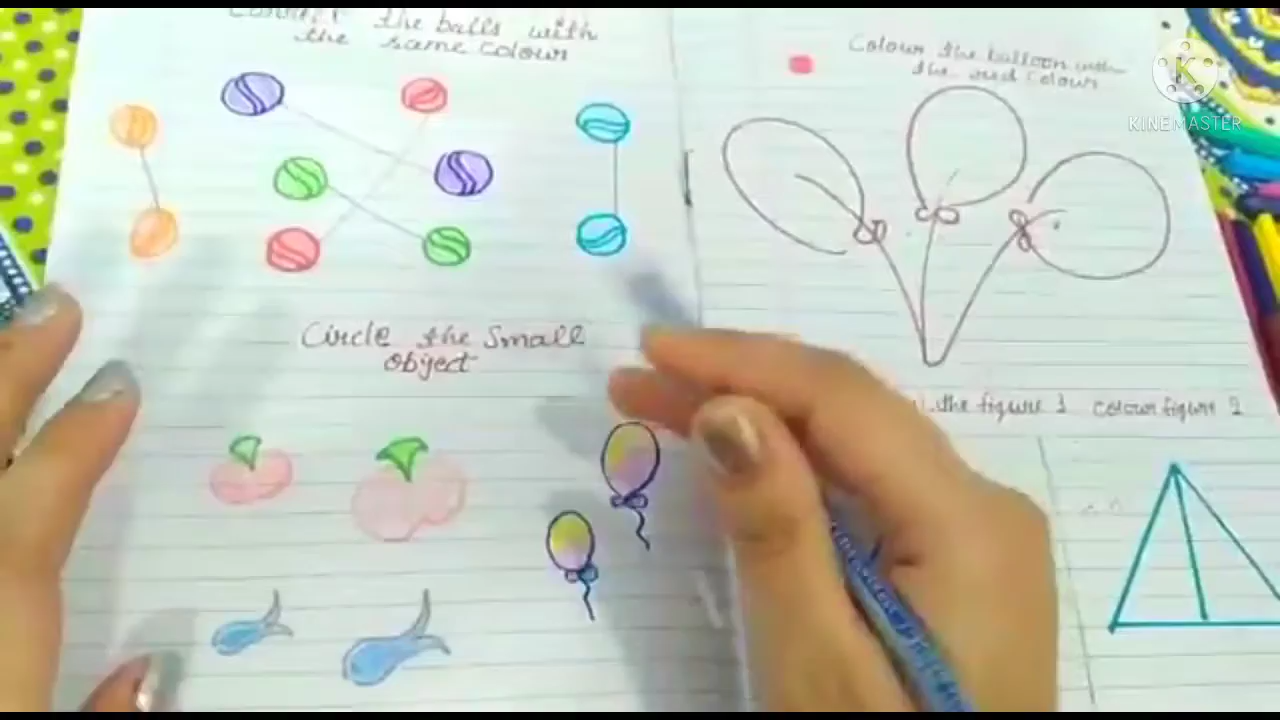 the balls with
the same colour
Circle the Small
object
Colour the balloon with
the red colour
the figure 1 colour figure 2
KINEMASTER